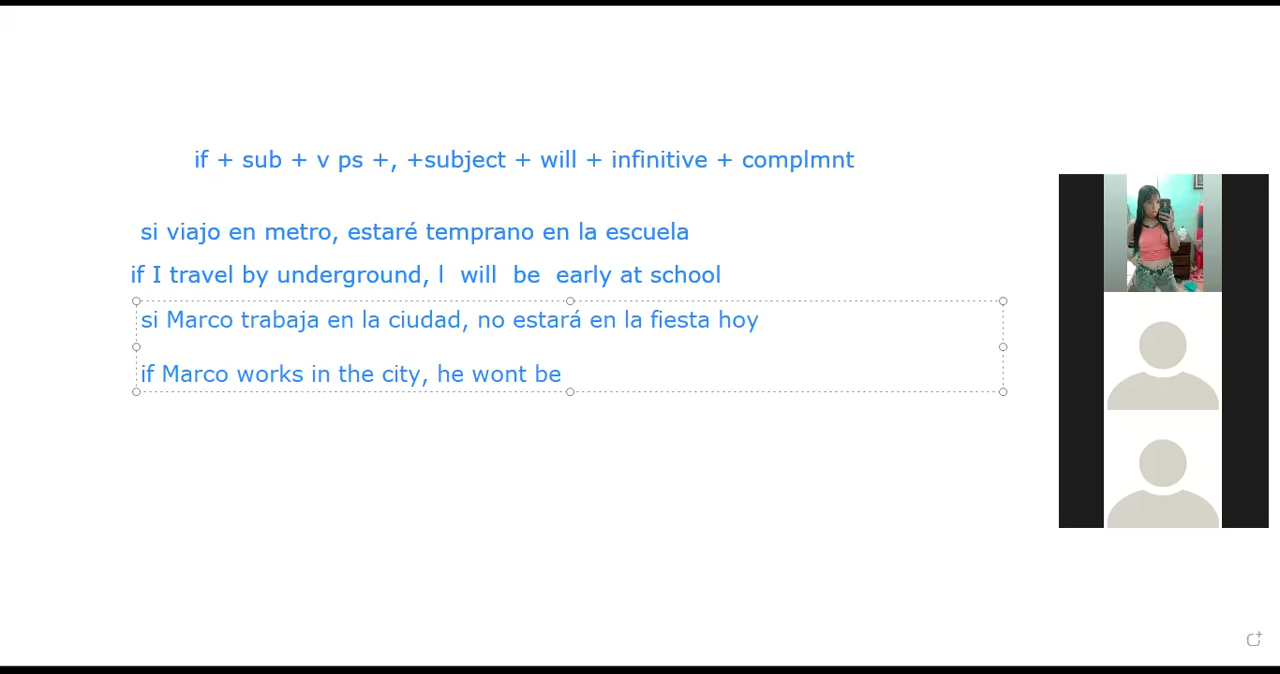 if + sub + v ps +, +subject + will + infinitive + complmnt
si viajo en metro, estaré temprano en la escuela
if I travel by underground, l will be early at school
si Marco trabaja en la ciudad, no estará en la fiesta hoy
if Marco works in the city, he wont be